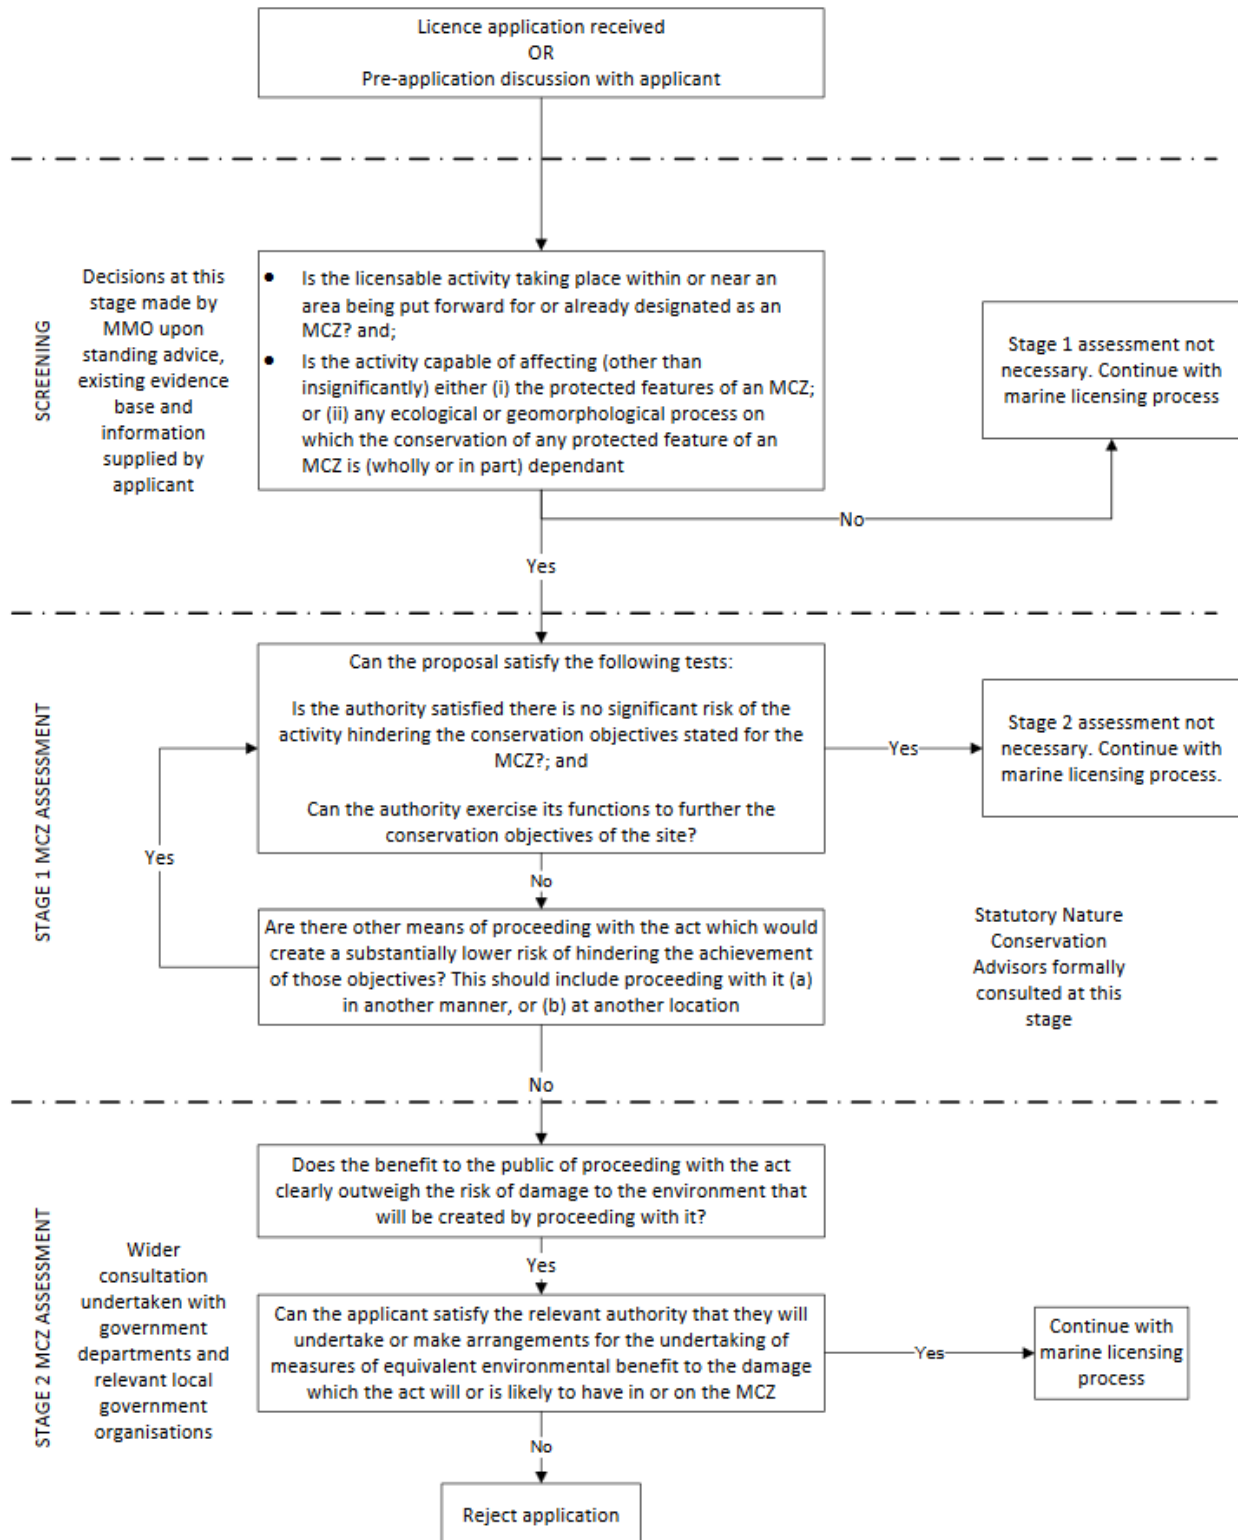 Licence application received
OR
Pre-application discussion with applicant
SCREENING
Decisions at this
stage made by
MMO upon
standing advice,
existing evidence
base and
information
supplied by
applicant
• Is the licensable activity taking place within or near an
area being put forward for or already designated as an
MCZ? and;
• Is the activity capable of affecting (other than
insignificantly) either (i) the protected features of an MCZ;
or (ii) any ecological or geomorphological process on
which the conservation of any protected feature of an
MCZ is (wholly or in part) dependant
Stage 1 assessment not
necessary. Continue with
marine licensing process
No
Yes
STAGE 1 MCZ ASSESSMENT
Can the proposal satisfy the following tests:
Is the authority satisfied there is no significant risk of the
activity hindering the conservation objectives stated for the
MCZ?; and
Can the authority exercise its functions to further the
conservation objectives of the site?
Yes
Stage 2 assessment not
necessary. Continue with
marine licensing process.
Yes
No
Are there other means of proceeding with the act which would
create a substantially lower risk of hindering the achievement
of those objectives? This should include proceeding with it (a)
in another manner, or (b) at another location
Statutory Nature
Conservation
Advisors formally
consulted at this
stage
No
STAGE 2 MCZ ASSESSMENT
Wider
consultation
undertaken with
government
departments and
relevant local
government
organisations
Does the benefit to the public of proceeding with the act
clearly outweigh the risk of damage to the environment that
will be created by proceeding with it?
Yes
Can the applicant satisfy the relevant authority that they will
undertake or make arrangements for the undertaking of
measures of equivalent environmental benefit to the damage
which the act will or is likely to have in or on the MCZ
Yes
Continue with
marine licensing
process
No
Reject application